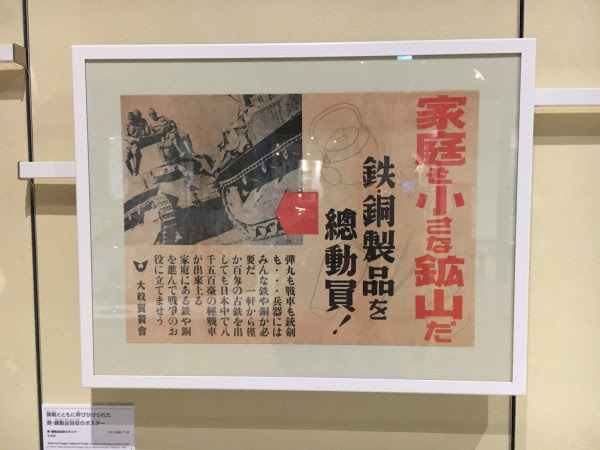 家庭は小さな鉱山だ
鉄・銅製品を
總動員!
弾丸も戦車も銃剣
も・・・兵器には
みんな鉄や銅が必
要だ 一軒から僅
か百匁の古鉄を出
しても日本中で八
千五百臺の軽戰車
が出來上る
家庭にある鉄や銅
を進んで戦争のお
役に立てませう
大政翼賛會
開戦とともに呼びかけられた
鉄・銅製品回収のポスター